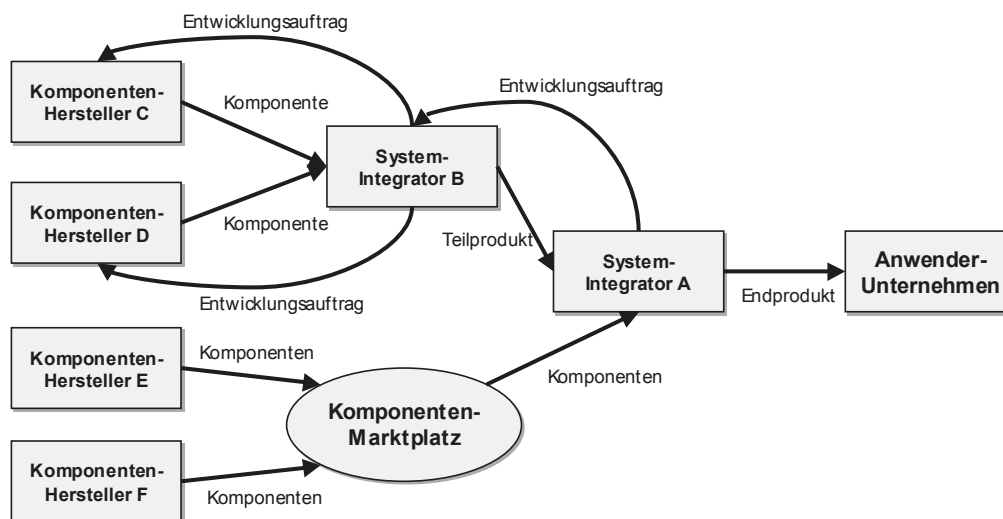 Entwicklungsauftrag
Komponenten-
Hersteller C
Komponente
Entwicklungsauftrag
System-
Integrator B
Komponenten-
Hersteller D
Komponente
Teilprodukt
Entwicklungsauftrag
System-
Integrator A
Endprodukt
Anwender-
Unternehmen
Komponenten-
Hersteller E
Komponenten
Komponenten-
Marktplatz
Komponenten
Komponenten-
Hersteller F
Komponenten